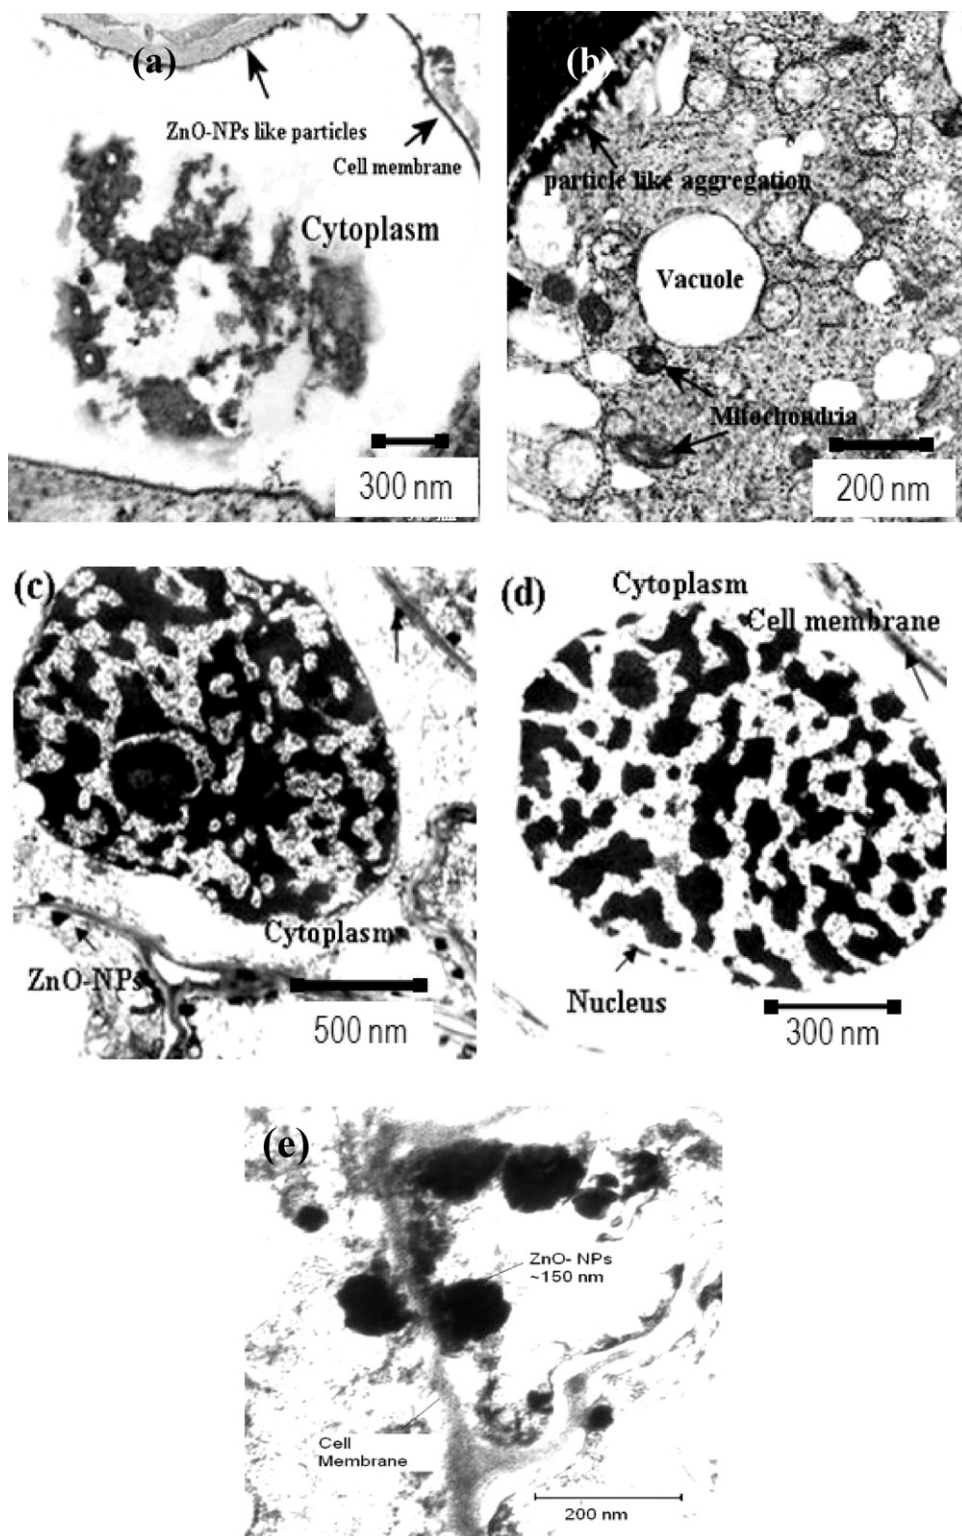 (a)
ZnO-NPs like particles
Cell membrane
Cytoplasm
300 nm
(b)
particle like aggregation
Vacuole
Mitochondria
200 nm
(c)
Cytoplasm
ZnO-NPs
500 nm
(d)
Cytoplasm
Cell membrane
Nucleus
300 nm
(e)
ZnO- NPs
~150 nm
Cell
Membrane
200 nm